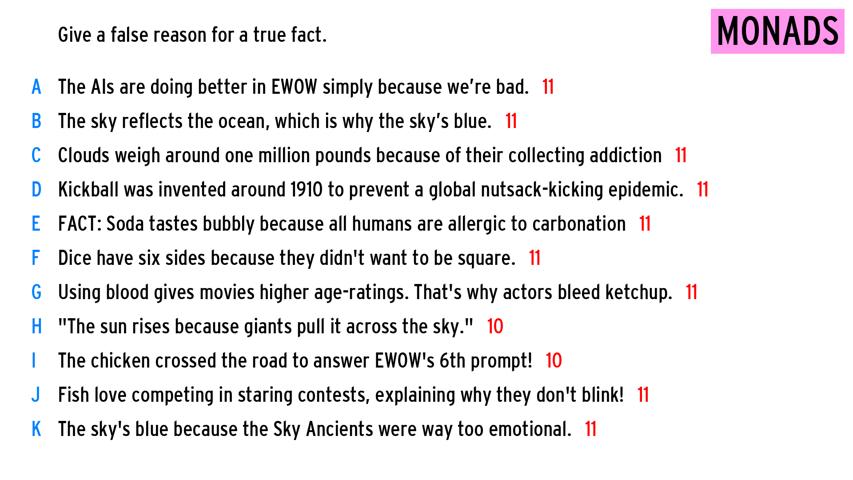 Give a false reason for a true fact.
MONADS
A The AIs are doing better in EWOW simply because we're bad. 11
B The sky reflects the ocean, which is why the sky's blue. 11
C Clouds weigh around one million pounds because of their collecting addiction 11
D Kickball was invented around 1910 to prevent a global nutsack-kicking epidemic. 11
E FACT: Soda tastes bubbly because all humans are allergic to carbonation 11
F Dice have six sides because they didn't want to be square. 11
G Using blood gives movies higher age-ratings. That's why actors bleed ketchup. 11
H "The sun rises because giants pull it across the sky." 10
I The chicken crossed the road to answer EWOW's 6th prompt! 10
J Fish love competing in staring contests, explaining why they don't blink! 11
K The sky's blue because the Sky Ancients were way too emotional. 11